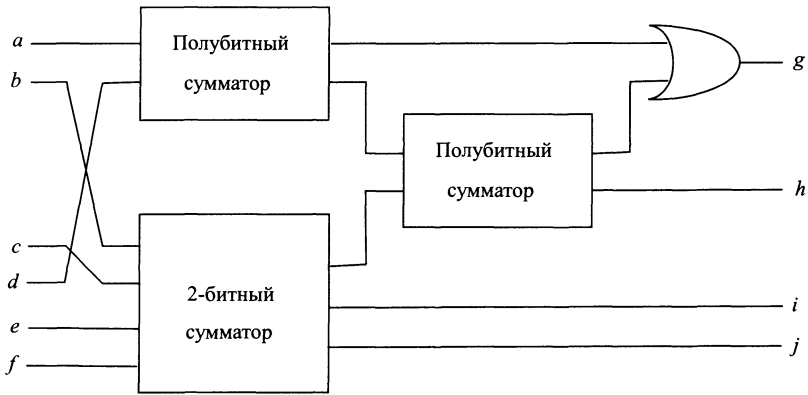 a
b
c
d
e
f
Полубитный
сумматор
Полубитный
сумматор
2-битный
сумматор
g
h
i
j